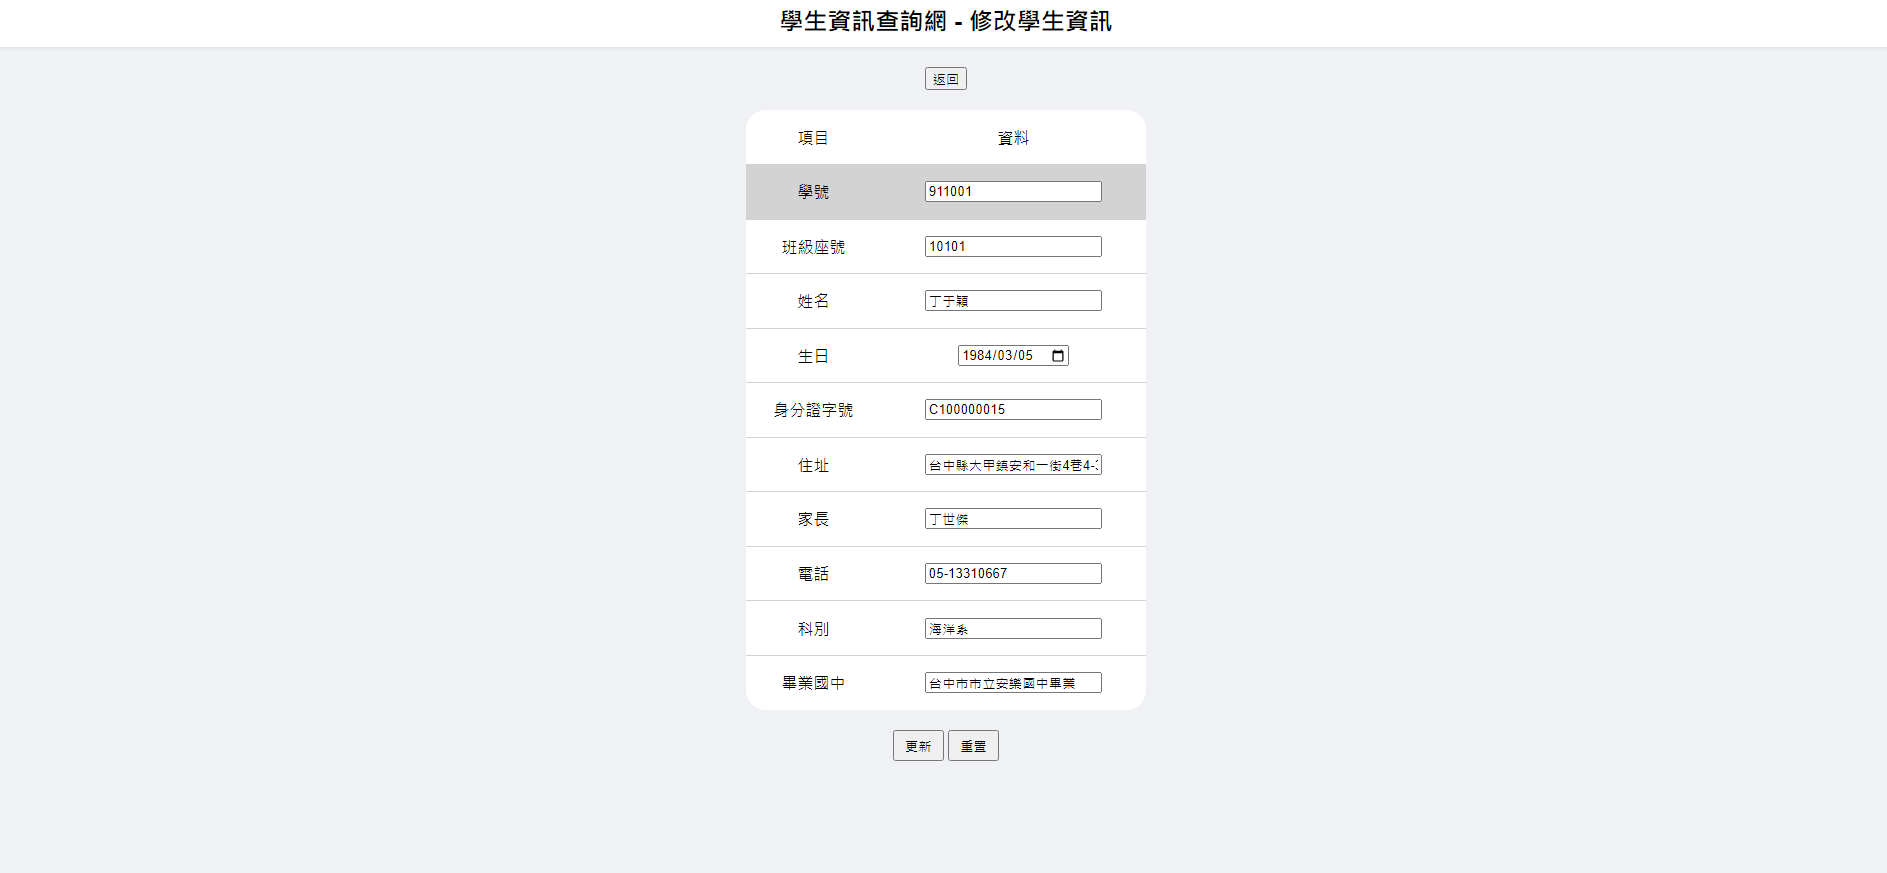 學生資訊查詢網 - 修改學生資訊
返回
項目 資料
學號 911001
班級座號 10101
姓名 丁于穎
生日 1984/03/05
身分證字號 C100000015
住址 台中縣大甲鎮安和一街4巷4-
家長 丁世傑
電話 05-13310667
科別 海洋系
畢業國中 台中市市立安樂國中畢業
更新 重置